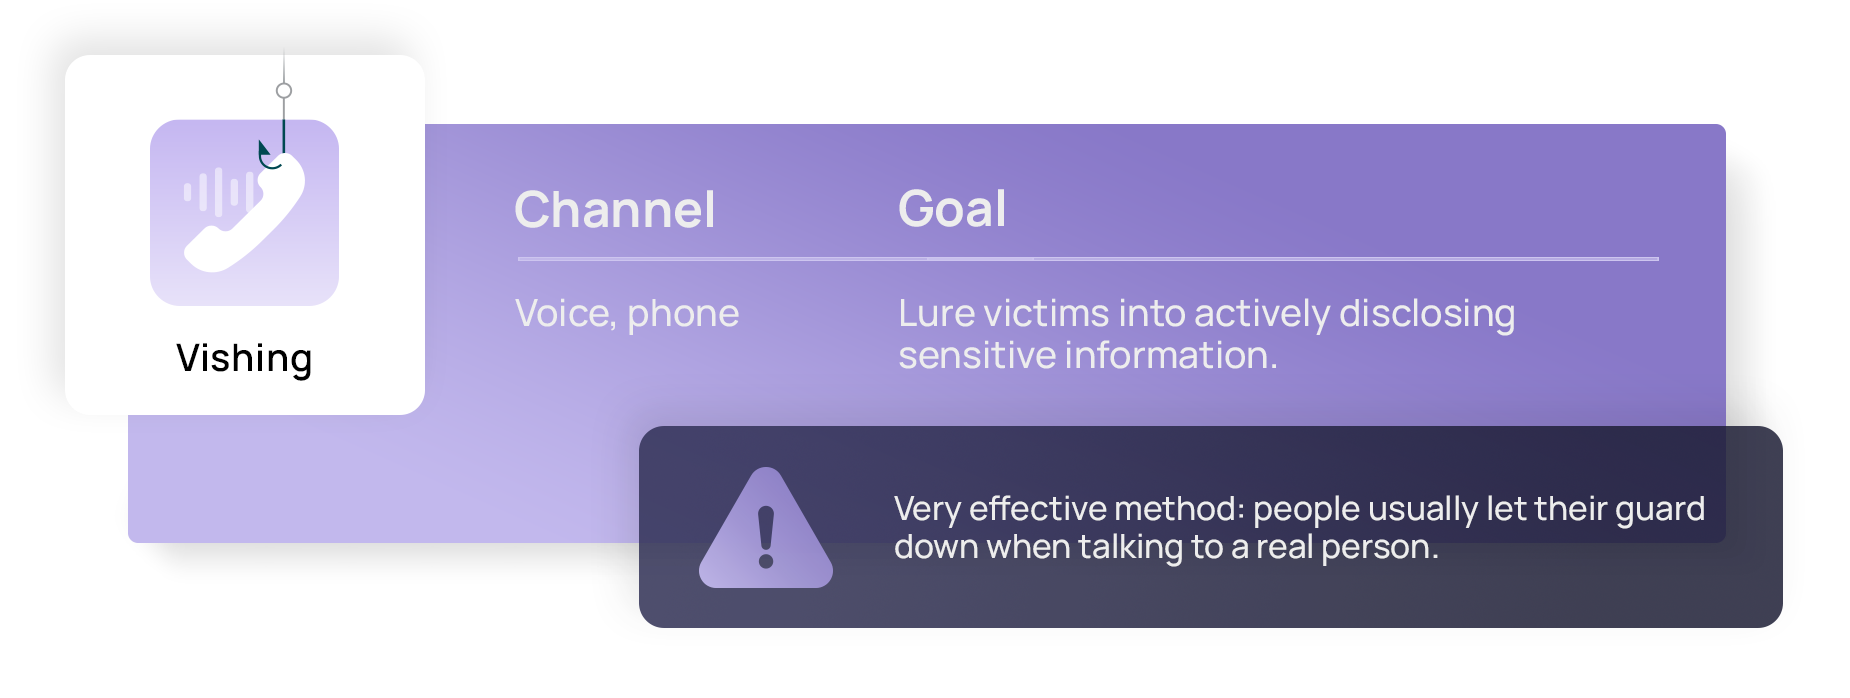 Vishing
Channel
Goal
Voice, phone
Lure victims into actively disclosing
sensitive information.
Very effective method: people usually let their guard
down when talking to a real person.